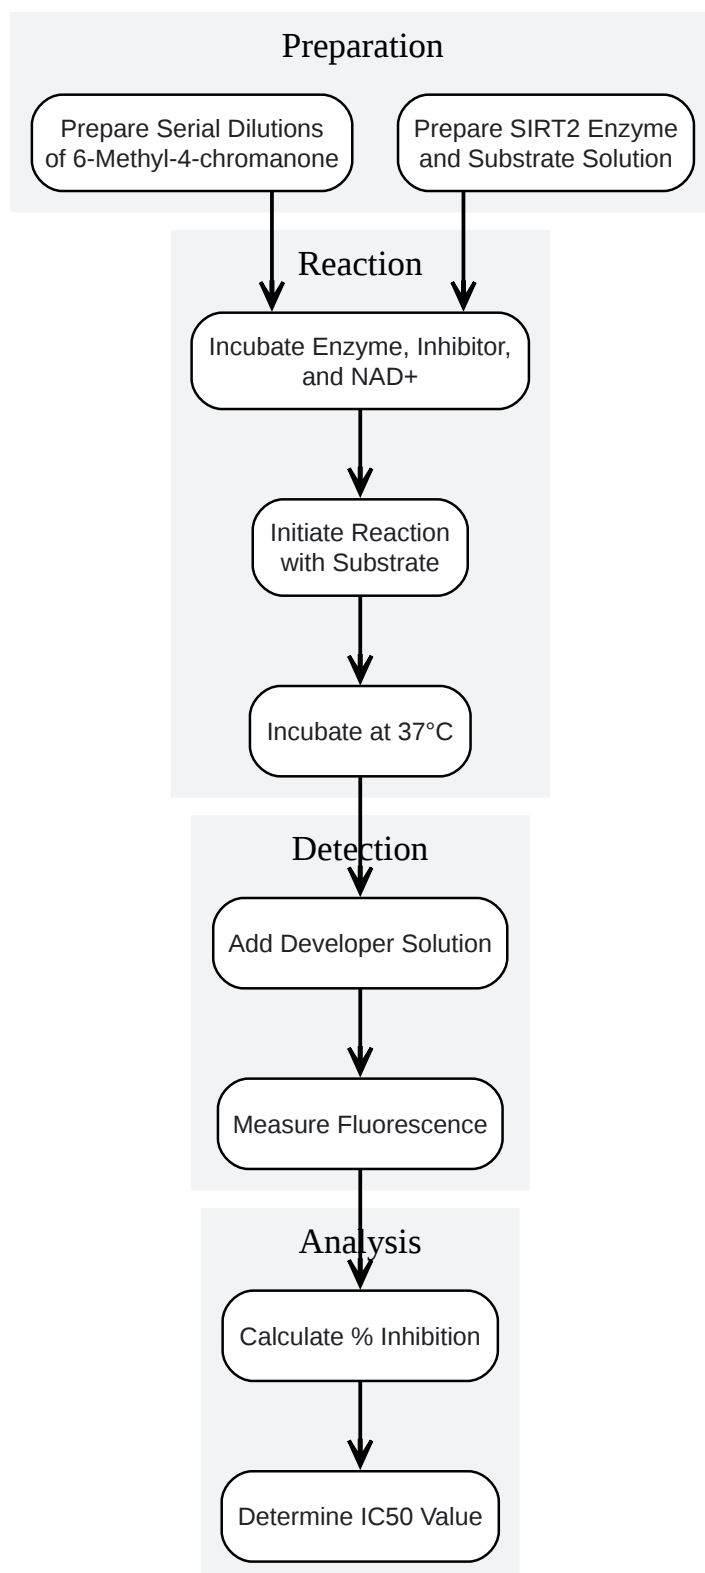 Preparation
Prepare Serial Dilutions
of 6-Methyl-4-chromanone
Prepare SIRT2 Enzyme
and Substrate Solution
Reaction
Incubate Enzyme, Inhibitor,
and NAD+
Initiate Reaction
with Substrate
Incubate at 37°C
Detection
Add Developer Solution
Measure Fluorescence
Analysis
Calculate % Inhibition
Determine IC50 Value